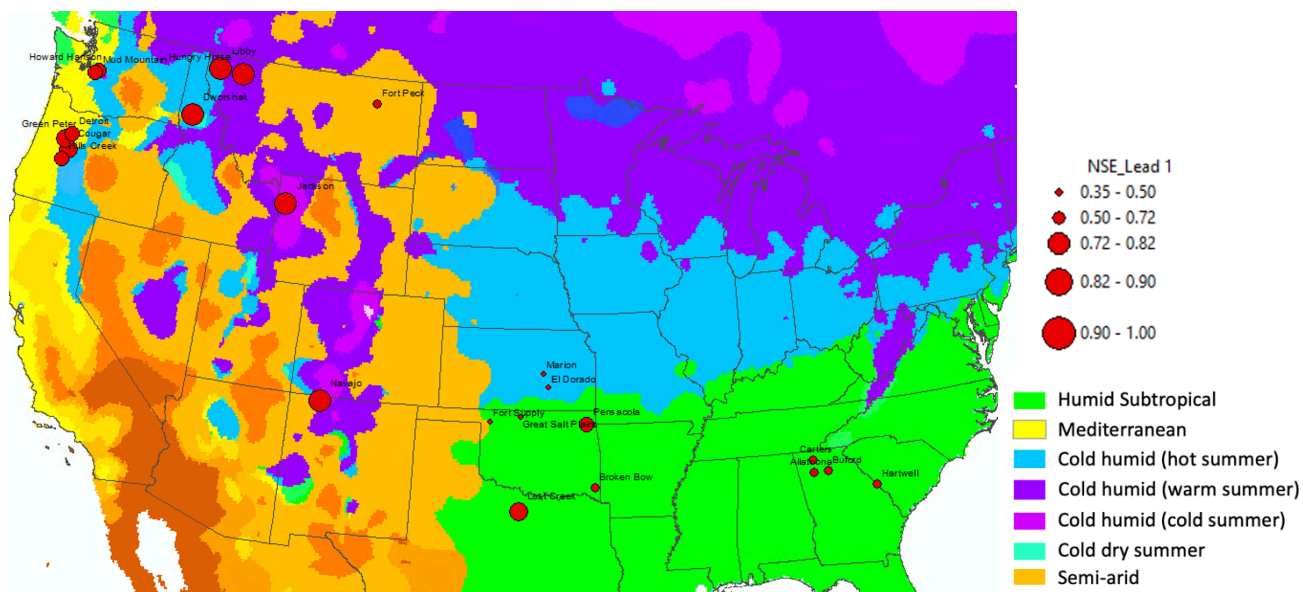 Libby
Howard Hanson
Mud Mountain
Hungry Horse
Dworshak
Fort Peck
Green Peter
Detroit
Cougar
Hills Creek
Jackson
Navajo
Marion
El Dorado
Fort Supply
Great Salt Plains
Pensacola
Broken Bow
Lost Creek
Carters
Allatoona
Buford
Hartwell
NSE_Lead 1
0.35 - 0.50
0.50 - 0.72
0.72 - 0.82
0.82 - 0.90
0.90 - 1.00
Humid Subtropical
Mediterranean
Cold humid (hot summer)
Cold humid (warm summer)
Cold humid (cold summer)
Cold dry summer
Semi-arid